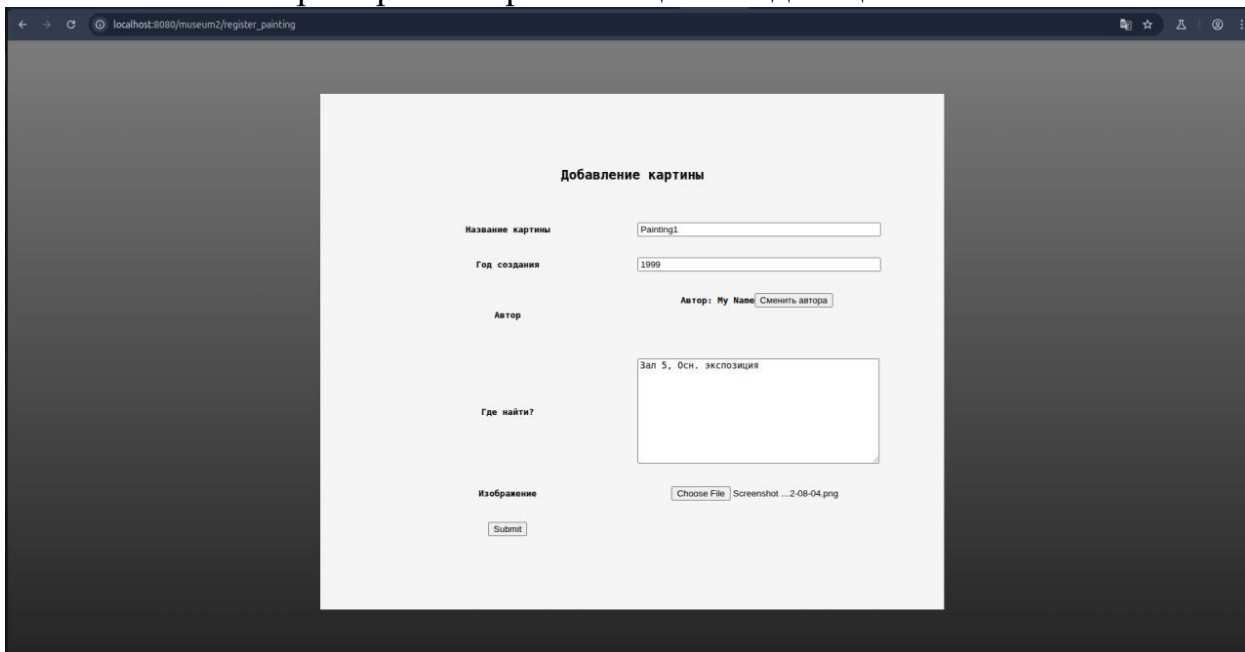 localhost:8080/museum2/register_painting
Добавление картины
Название картины
Painting1
Год создания
1999
Автор
Автор: My Name Сменить автора
Где найти?
Зал 5, Осн. экспозиция
Изображение
Choose File Screenshot ...2-08-04.png
Submit